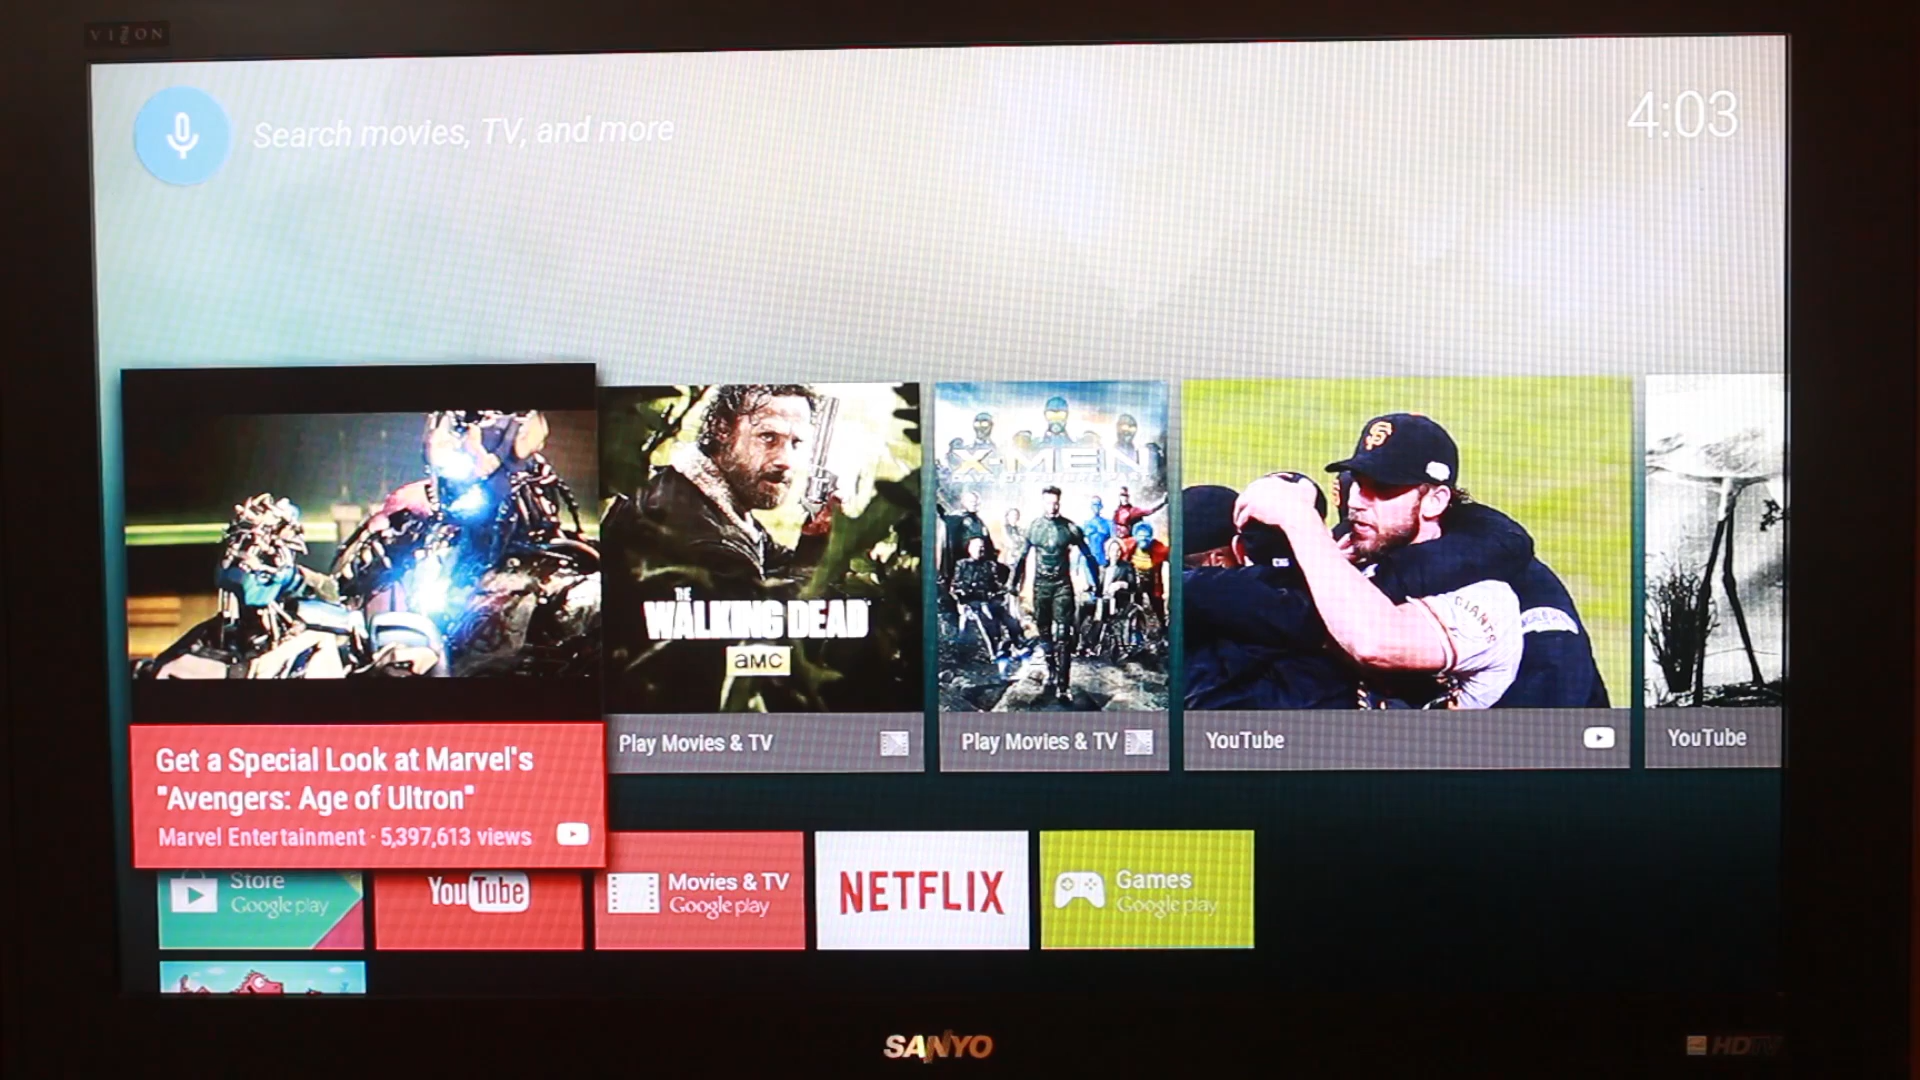 VIZON
Search movies, TV, and more
4:03
THE
WALKING DEAD
aMC
X-MEN
SF
GIANTS
Get a Special Look at Marvel's
"Avengers: Age of Ultron"
Marvel Entertainment · 5,397,613 views
Play Movies & TV
Play Movies & TV
YouTube
YouTube
Store
Google play
YouTube
Movies & TV
Google play
NETFLIX
Games
Google play
SANYO
HDTV